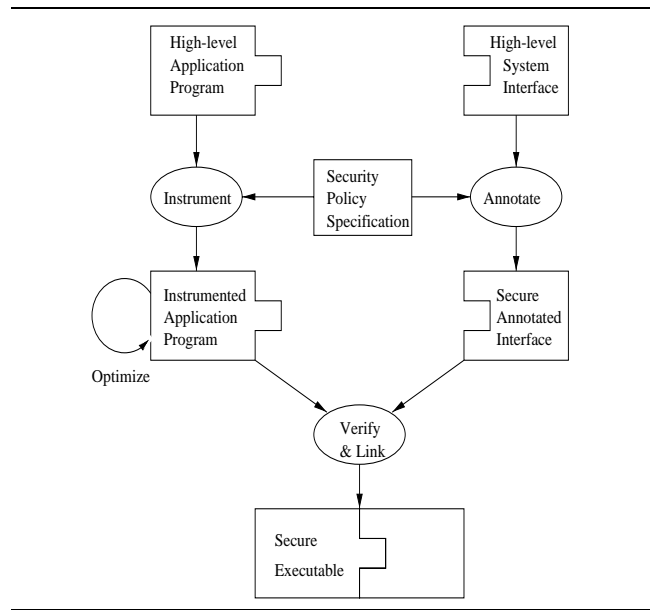 High-level
Application
Program
High-level
System
Interface
Instrument
Security
Policy
Specification
Annotate
Instrumented
Application
Program
Secure
Annotated
Interface
Optimize
Verify
& Link
Secure
Executable